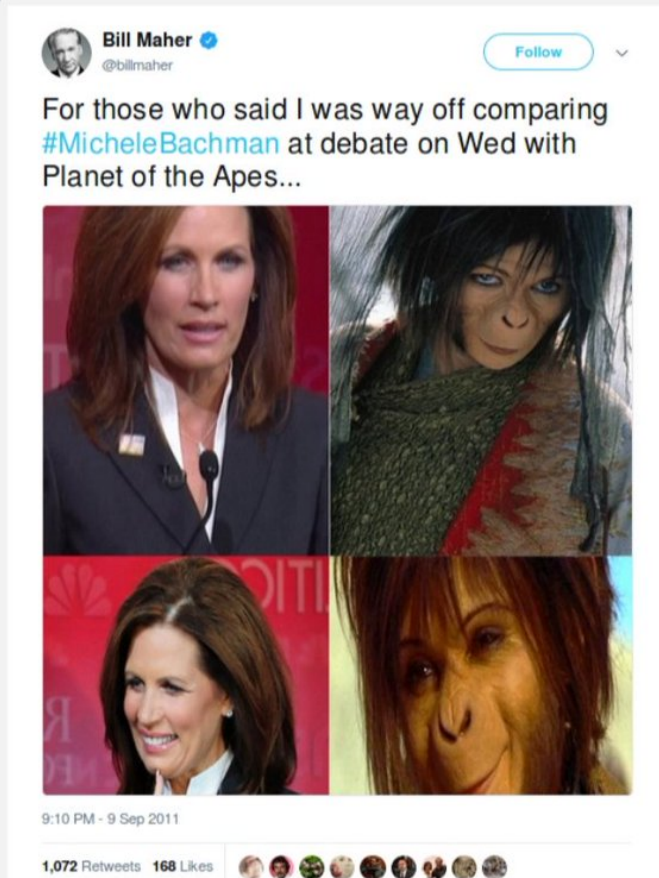 Bill Maher
@billmaher
Follow
For those who said I was way off comparing
#MicheleBachman at debate on Wed with
Planet of the Apes...
9:10 PM - 9 Sep 2011
1,072 Retweets 168 Likes